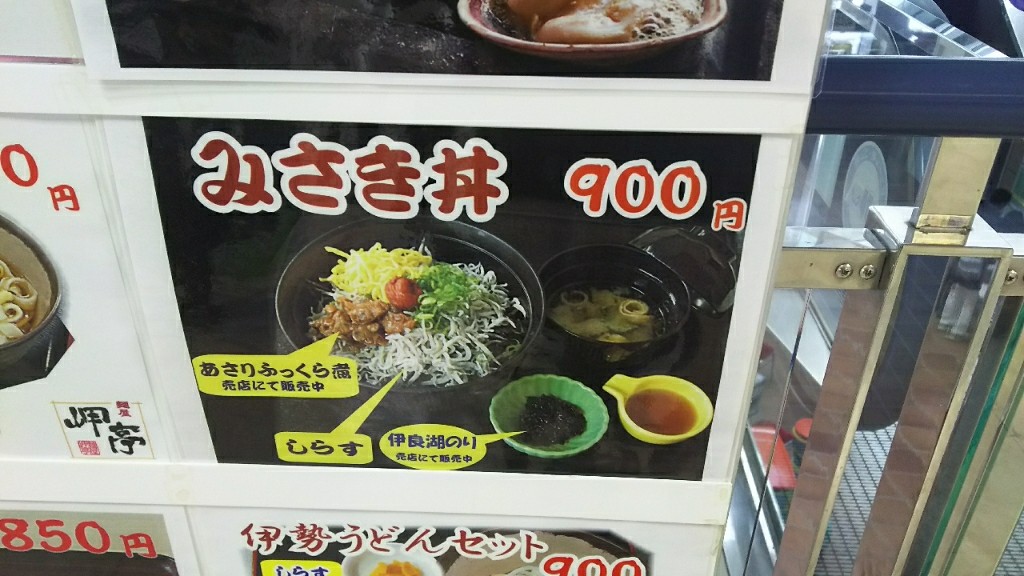 みさき丼 900円
あさりふっくら煮
売店にて販売中
しらす
伊良湖のり
売店にて販売中
0円
麺屋
岬亭
850円
伊勢うどんセット
しらす
900